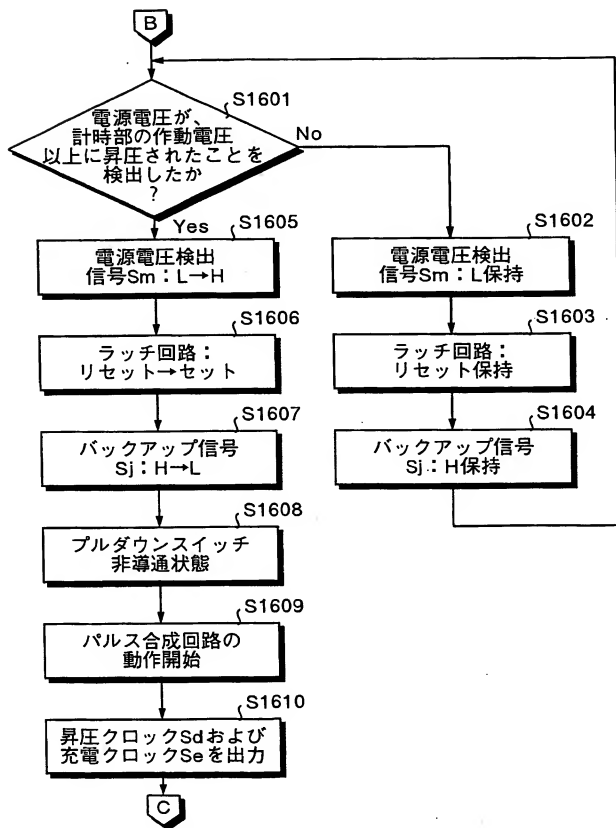 B
S1601
電源電圧が、
計時部の作動電圧
以上に昇圧されたことを
検出したか
?
No
Yes
S1605
電源電圧検出
信号Sm:L→H
S1602
電源電圧検出
信号Sm:L保持
S1606
ラッチ回路:
リセット→セット
S1603
ラッチ回路:
リセット保持
S1607
バックアップ信号
Sj:H→L
S1604
バックアップ信号
Sj:H保持
S1608
プルダウンスイッチ
非導通状態
S1609
パルス合成回路の
動作開始
S1610
昇圧クロックSdおよび
充電クロックSeを出力
C